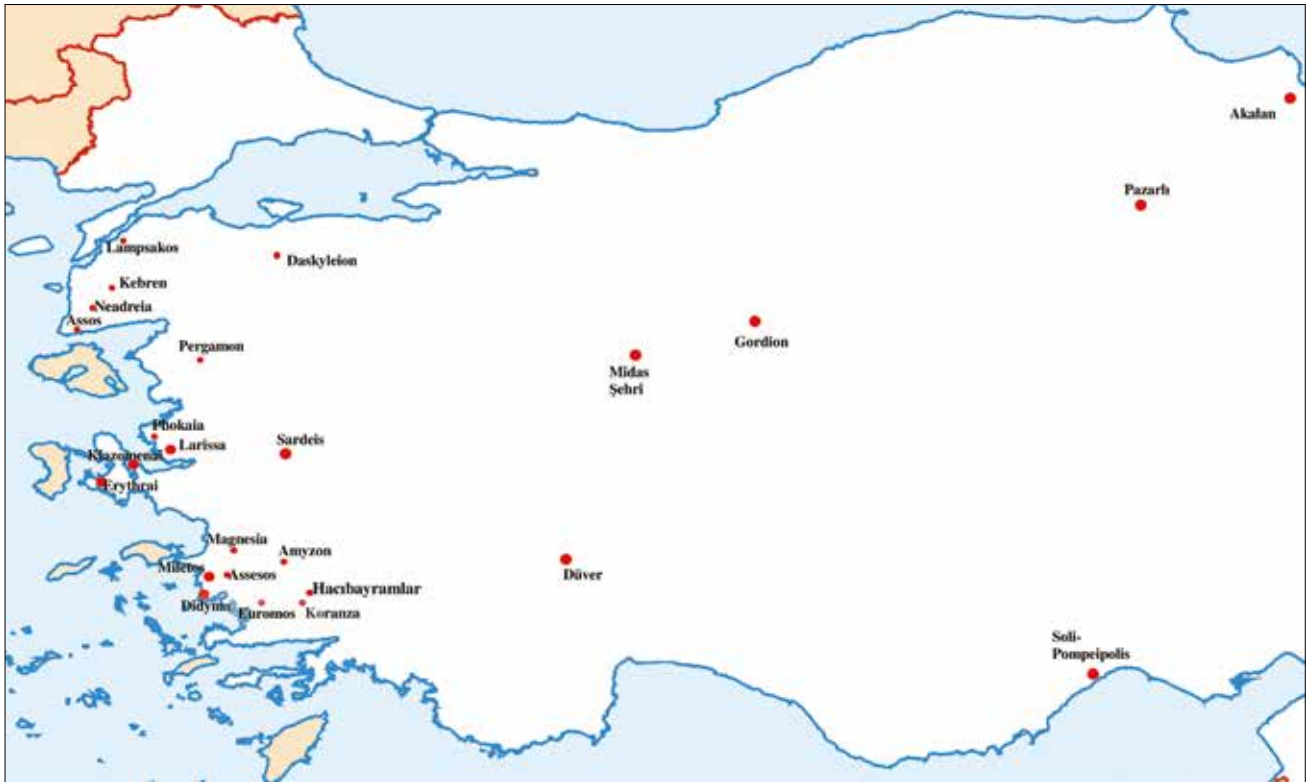 Akalan
Pazarlı
Lampsakos
Daskyleion
Kebren
Neadreia
Assos
Gordion
Pergamon
Midas
Şehri
Phokaia
Larissa
Sardeis
Klazomenai
Erythrai
Magnesia
Amyzon
Miletos
Assesos
Düver
Hacıbayramlar
Didyma
Euromos
Koranza
Soli-
Pompeipolis